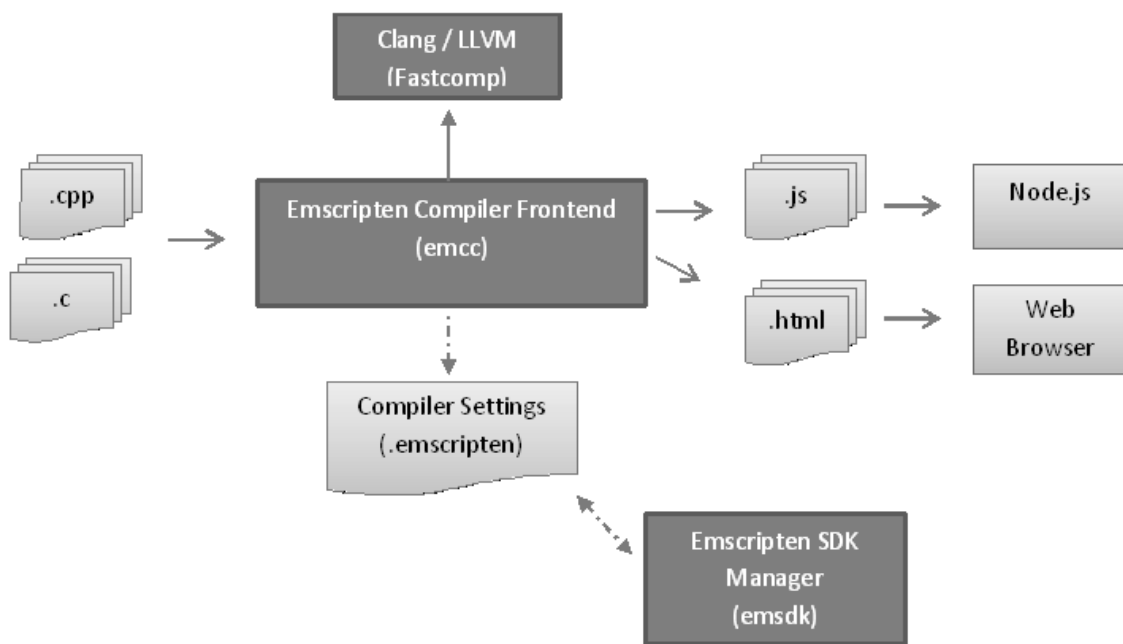 Clang / LLVM
(Fastcomp)
.cpp
.c
Emscripten Compiler Frontend
(emcc)
.js
Node.js
.html
Web
Browser
Compiler Settings
(.emscripten)
Emscripten SDK
Manager
(emsdk)